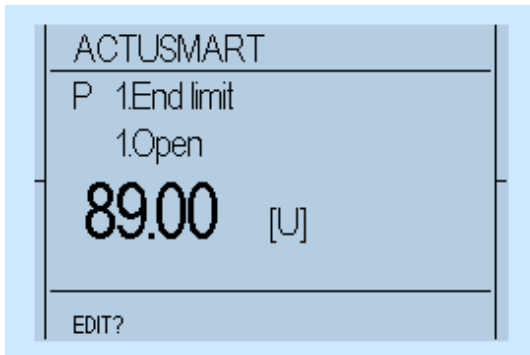 ACTUSMART
P 1.End limit
1.Open
89.00 [U]
EDIT?